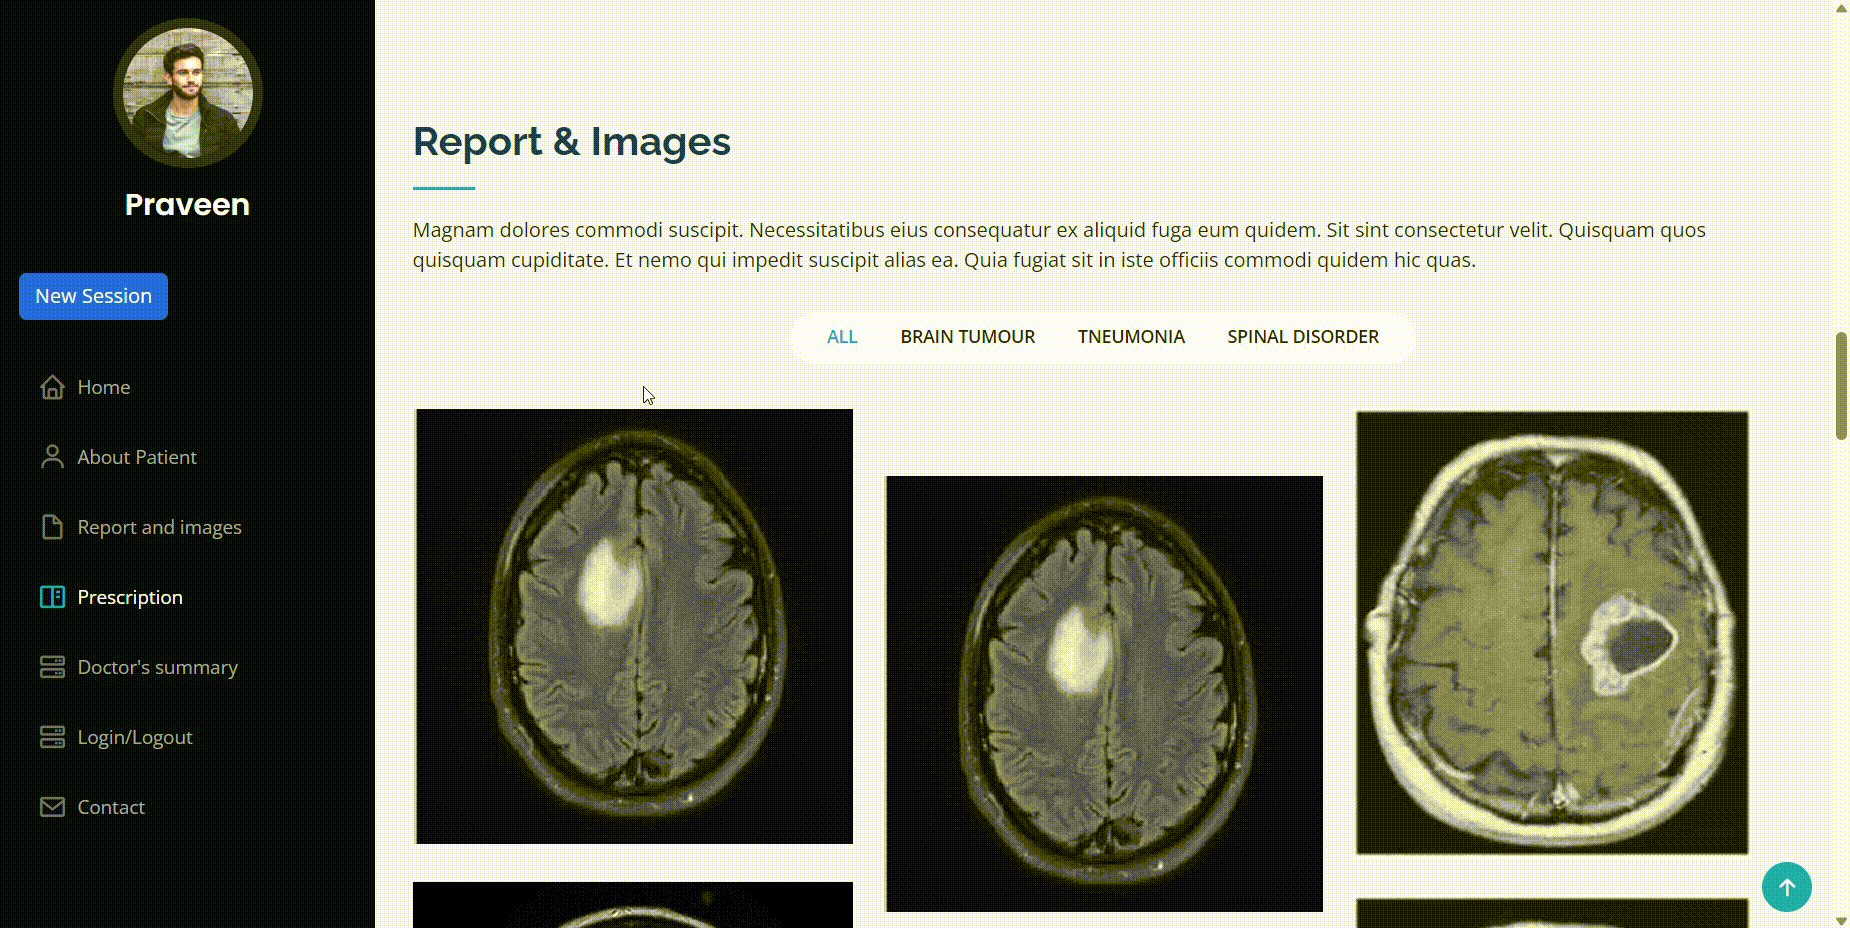 Praveen
New Session
Home
About Patient
Report and images
Prescription
Doctor's summary
Login/Logout
Contact
Report & Images
Magnam dolores commodi suscipit. Necessitatibus eius consequatur ex aliquid fuga eum quidem. Sit sint consectetur velit. Quisquam quos
quisquam cupiditate. Et nemo qui impedit suscipit alias ea. Quia fugiat sit in iste officiis commodi quidem hic quas.
ALL BRAIN TUMOUR TNEUMONIA SPINAL DISORDER